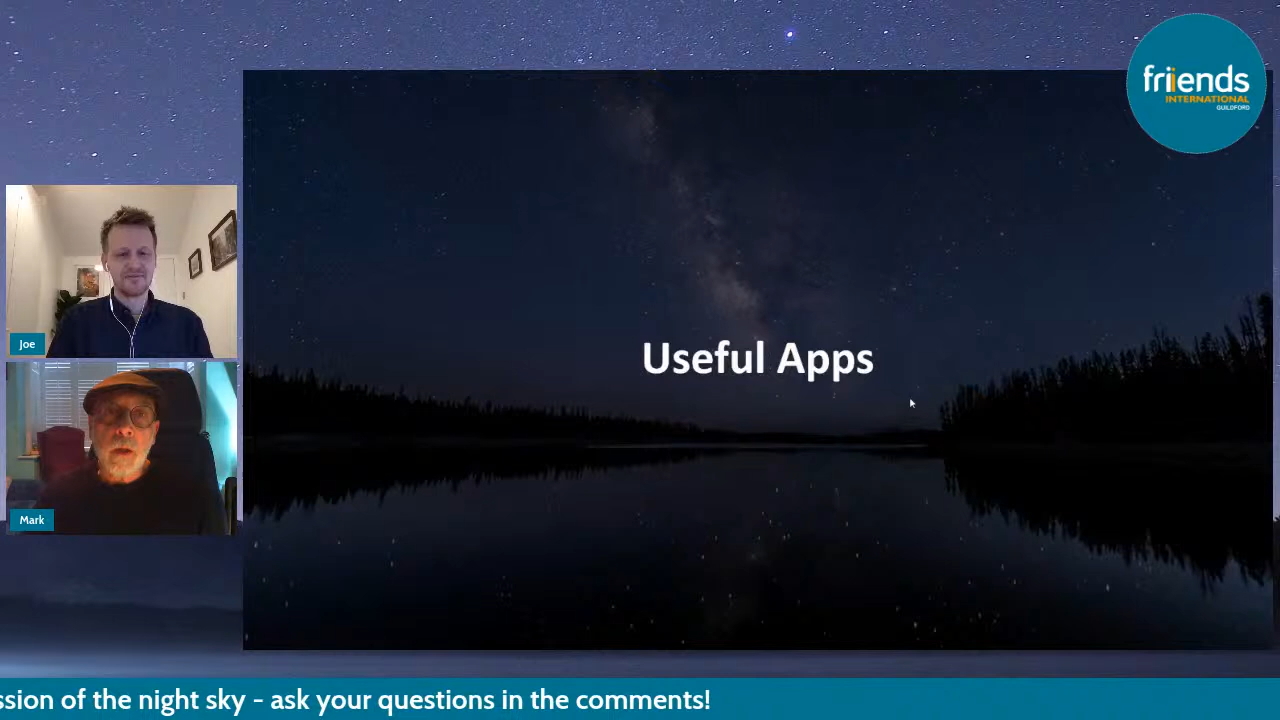 friends
INTERNATIONAL
GUILDFORD
Joe
Useful Apps
Mark
ssion of the night sky - ask your questions in the comments!